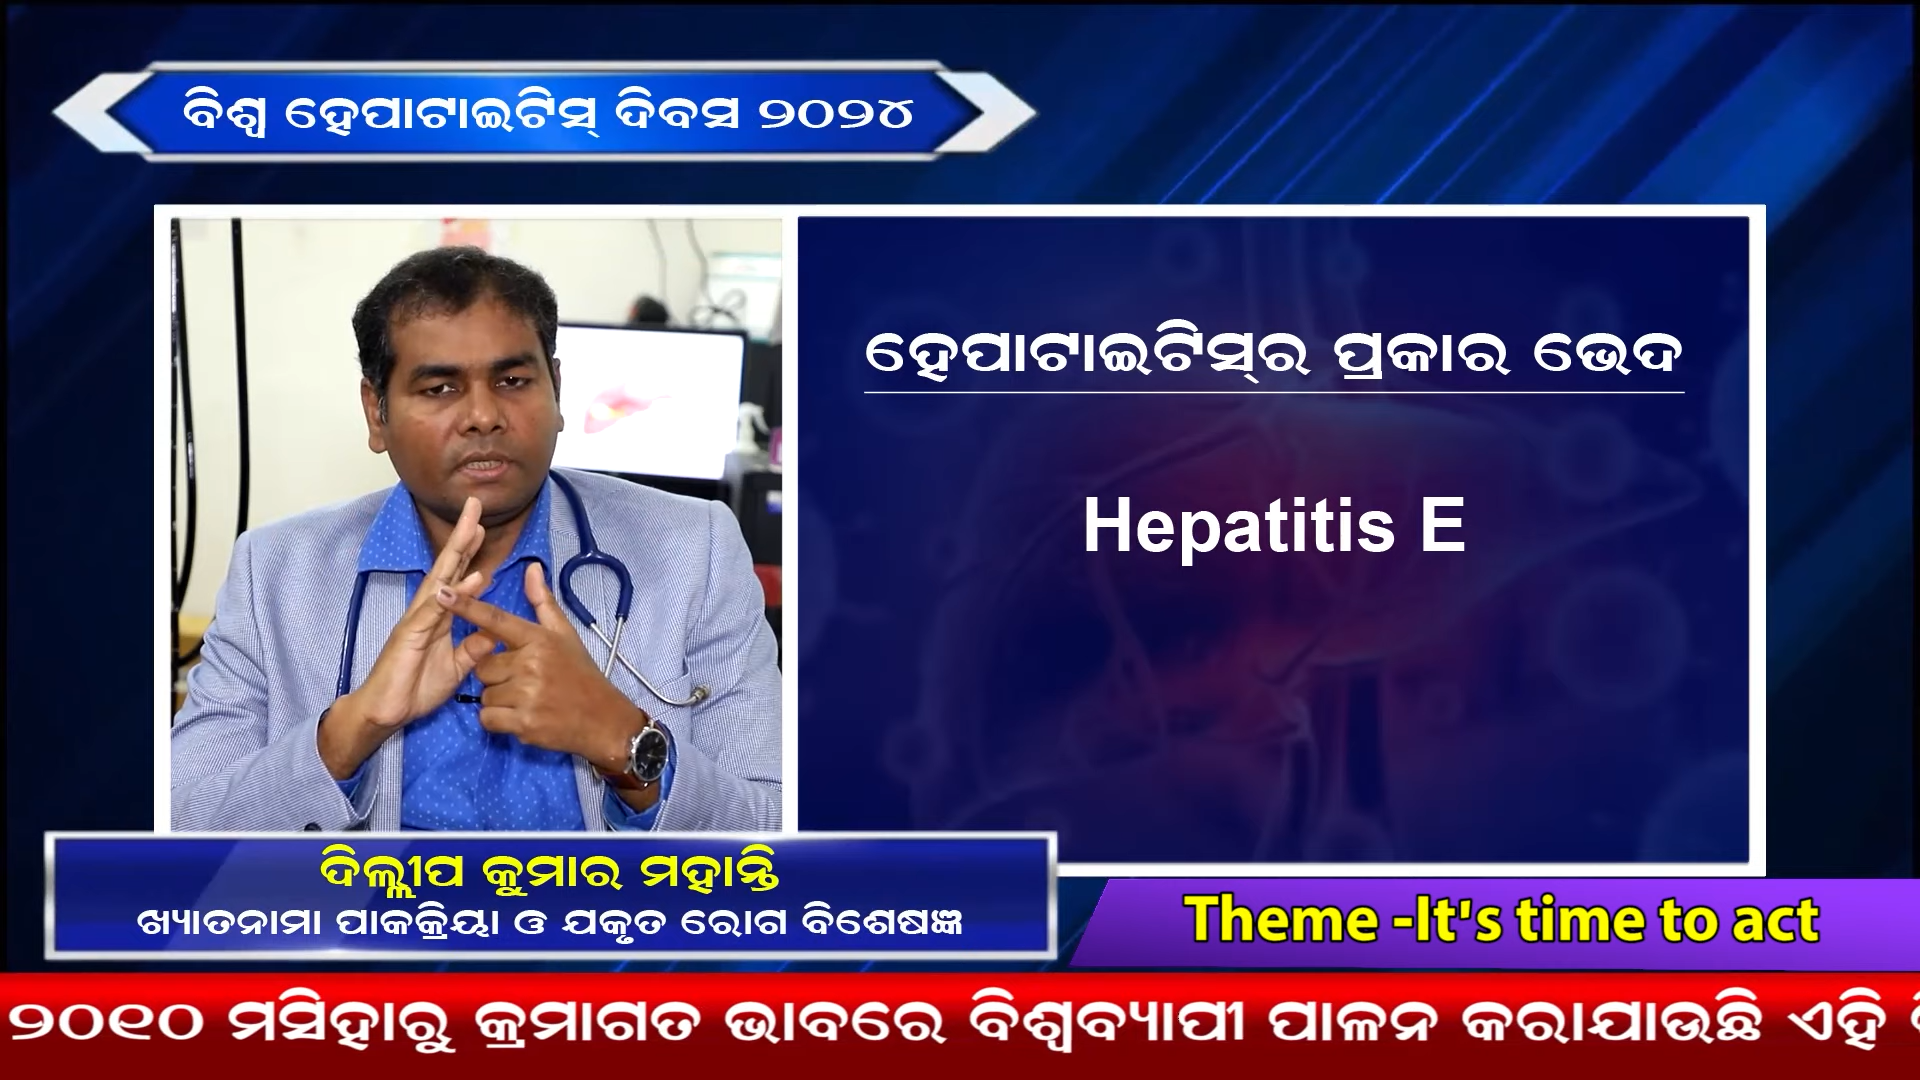 ବିଶ୍ୱ ହେପାଟାଇଟିସ୍ ଦିବସ ୨୦୨୪
ହେପାଟାଇଟିସ୍‌ର ପ୍ରକାର ଭେଦ
Hepatitis E
ଦିଲ୍ଲୀପ କୁମାର ମହାନ୍ତି
ଖ୍ୟାତନାମା ପାକକ୍ରିୟା ଓ ଯକୃତ ରୋଗ ବିଶେଷଜ୍ଞ
Theme -It's time to act
୨୦୧୦ ମସିହାରୁ କ୍ରମାଗତ ଭାବରେ ବିଶ୍ୱବ୍ୟାପୀ ପାଳନ କରାଯାଉଛି ଏହି